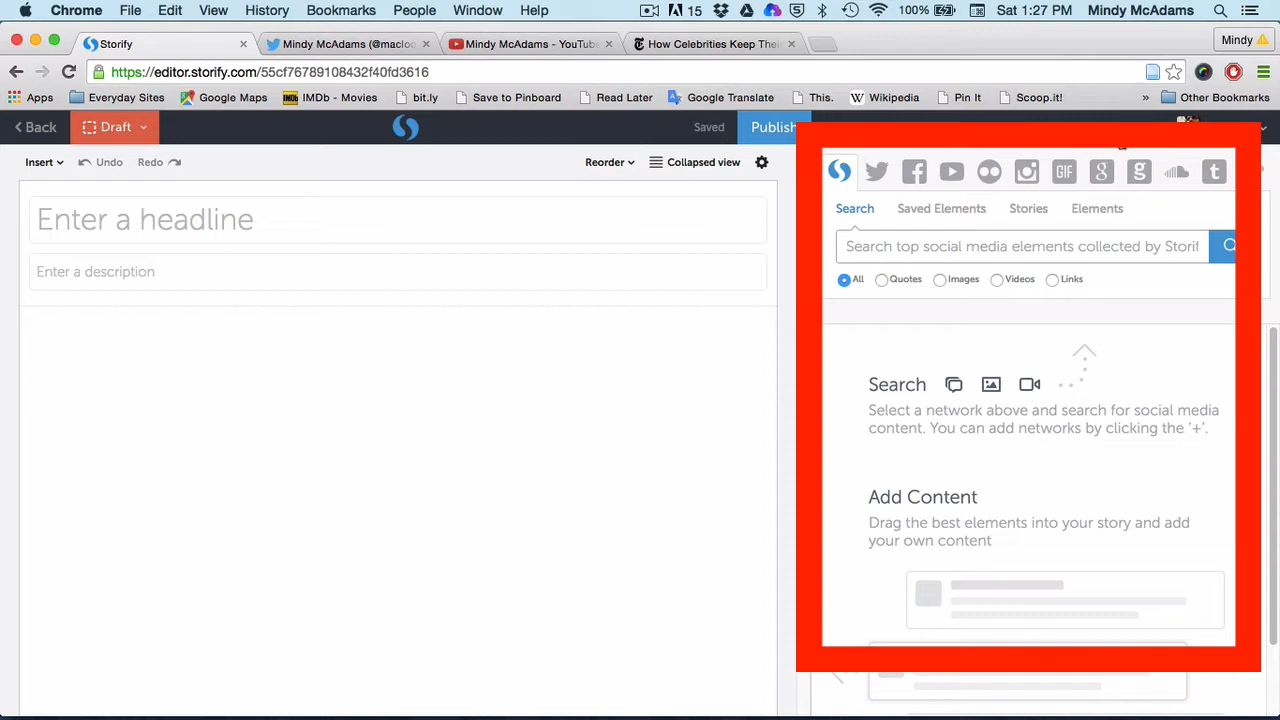 Chrome File Edit View History Bookmarks People Window Help 15 100% Sat 1:27 PM Mindy McAdams
Storify Mindy McAdams (@macloo Mindy McAdams - YouTube How Celebrities Keep Their Mindy
https://editor.storify.com/55cf76789108432f40fd3616
Apps Everyday Sites Google Maps IMDb - Movies bit.ly Save to Pinboard Read Later Google Translate This. Wikipedia Pin It Scoop.it! » Other Bookmarks
Back Draft Saved Publish
Insert Undo Redo Reorder Collapsed view
GIF
Enter a headline
Enter a description
Search Saved Elements Stories Elements
Search top social media elements collected by Storif
All Quotes Images Videos Links
Search
Select a network above and search for social media
content. You can add networks by clicking the '+'.
Add Content
Drag the best elements into your story and add
your own content